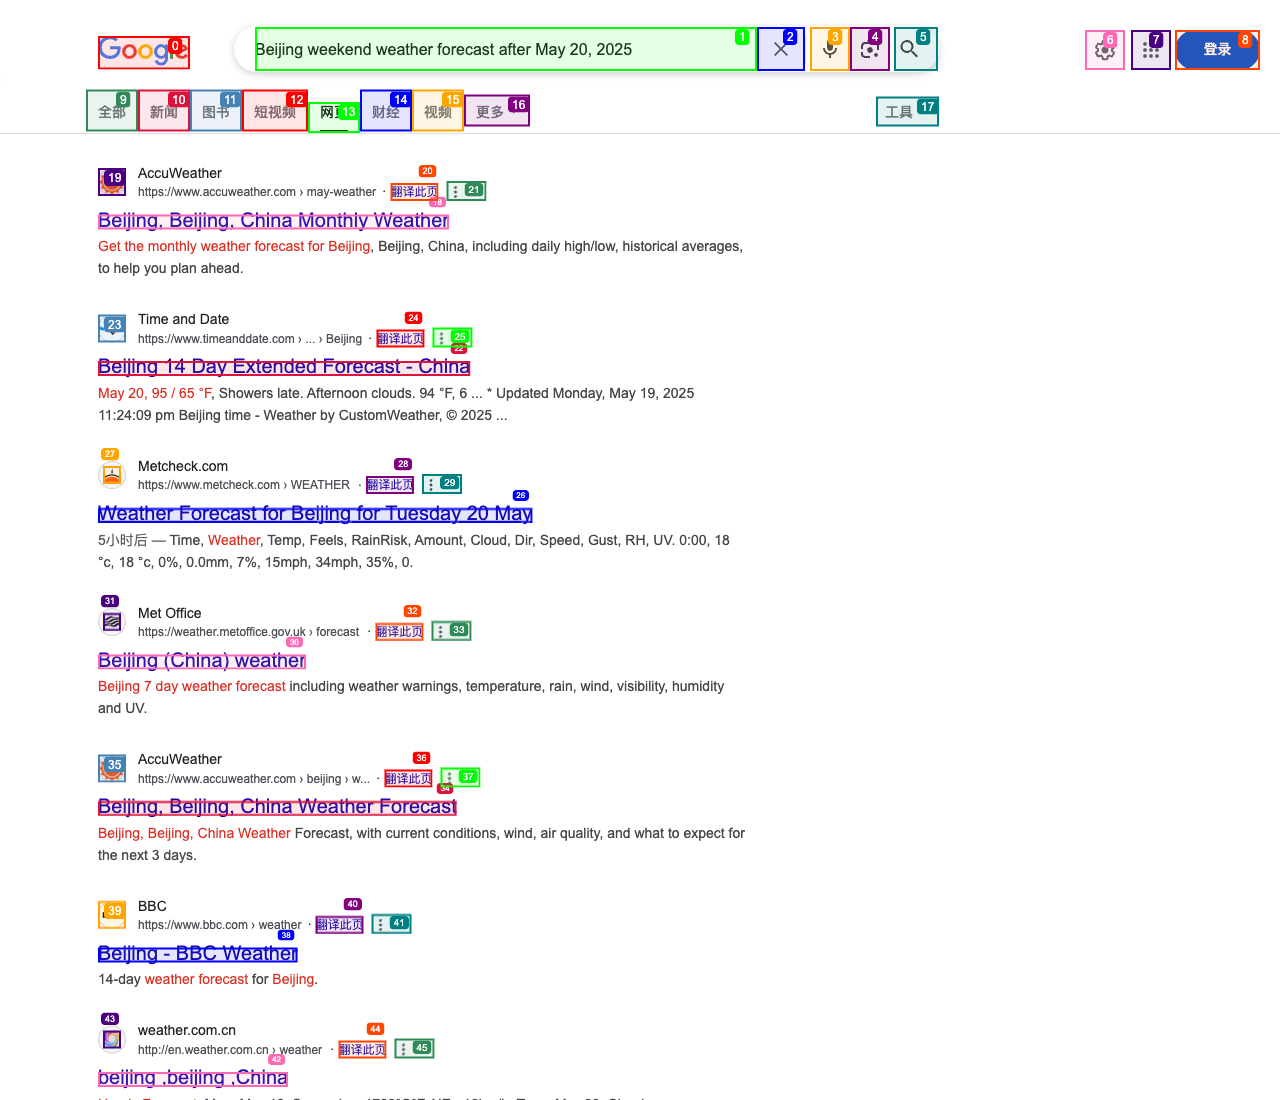 Google 0
Beijing weekend weather forecast after May 20, 2025 1 2 3 4 5 6 7 登录 8
全部 9 新闻 10 图书 11 短视频 12 网页 13 财经 14 视频 15 更多 16 工具 17
19 AccuWeather 20
https://www.accuweather.com › may-weather · 翻译此页 21
18
Beijing, Beijing, China Monthly Weather
Get the monthly weather forecast for Beijing, Beijing, China, including daily high/low, historical averages,
to help you plan ahead.
23 Time and Date 24
https://www.timeanddate.com › ... › Beijing · 翻译此页 25
22
Beijing 14 Day Extended Forecast - China
May 20, 95 / 65 °F, Showers late. Afternoon clouds. 94 °F, 6 ... * Updated Monday, May 19, 2025
11:24:09 pm Beijing time - Weather by CustomWeather, © 2025 ...
27 Metcheck.com 28
https://www.metcheck.com › WEATHER · 翻译此页 29
26
Weather Forecast for Beijing for Tuesday 20 May
5小时后 — Time, Weather, Temp, Feels, RainRisk, Amount, Cloud, Dir, Speed, Gust, RH, UV. 0:00, 18
°c, 18 °c, 0%, 0.0mm, 7%, 15mph, 34mph, 35%, 0.
31 Met Office 32
https://weather.metoffice.gov.uk › forecast · 翻译此页 33
30
Beijing (China) weather
Beijing 7 day weather forecast including weather warnings, temperature, rain, wind, visibility, humidity
and UV.
35 AccuWeather 36
https://www.accuweather.com › beijing › w... · 翻译此页 37
34
Beijing, Beijing, China Weather Forecast
Beijing, Beijing, China Weather Forecast, with current conditions, wind, air quality, and what to expect for
the next 3 days.
39 BBC 40
https://www.bbc.com › weather · 翻译此页 41
38
Beijing - BBC Weather
14-day weather forecast for Beijing.
43 weather.com.cn 44
http://en.weather.com.cn › weather · 翻译此页 45
42
beijing ,beijing ,China